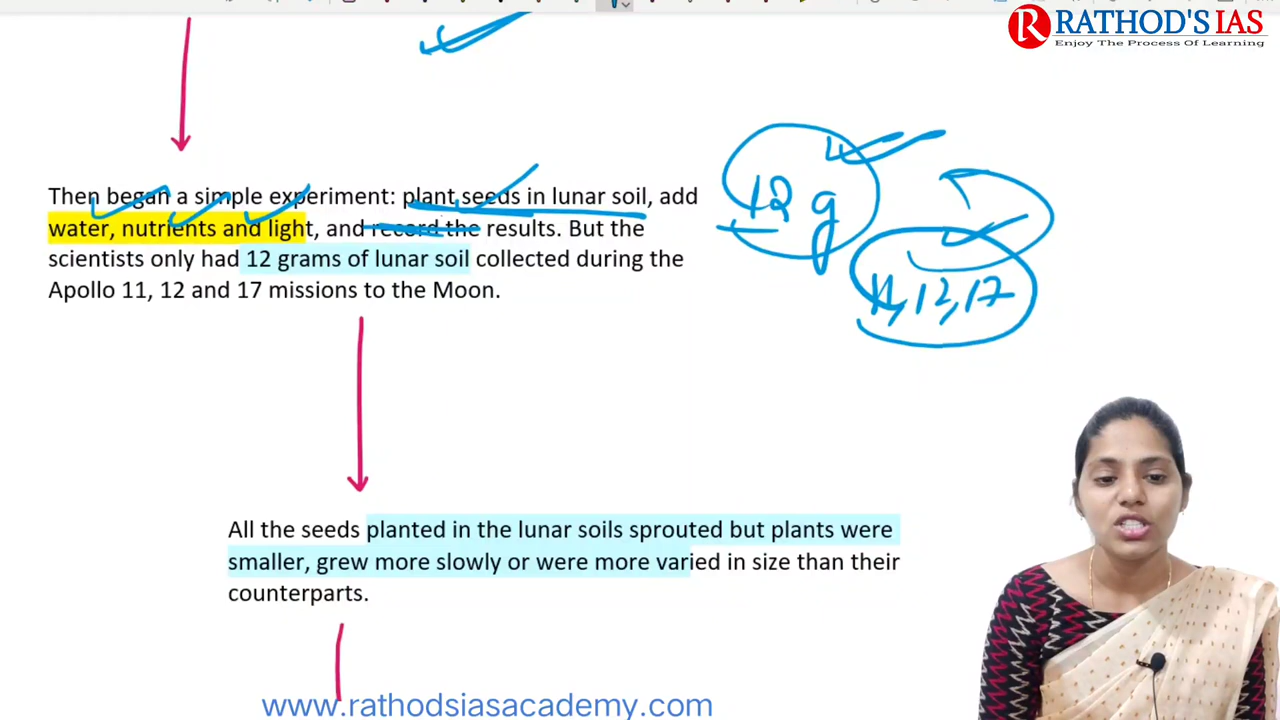 RATHOD'S IAS
Enjoy The Process Of Learning
Then began a simple experiment: plant seeds in lunar soil, add
water, nutrients and light, and record the results. But the
scientists only had 12 grams of lunar soil collected during the
Apollo 11, 12 and 17 missions to the Moon.
12 g
11, 12, 17
All the seeds planted in the lunar soils sprouted but plants were
smaller, grew more slowly or were more varied in size than their
counterparts.
www.rathodsiasacademy.com